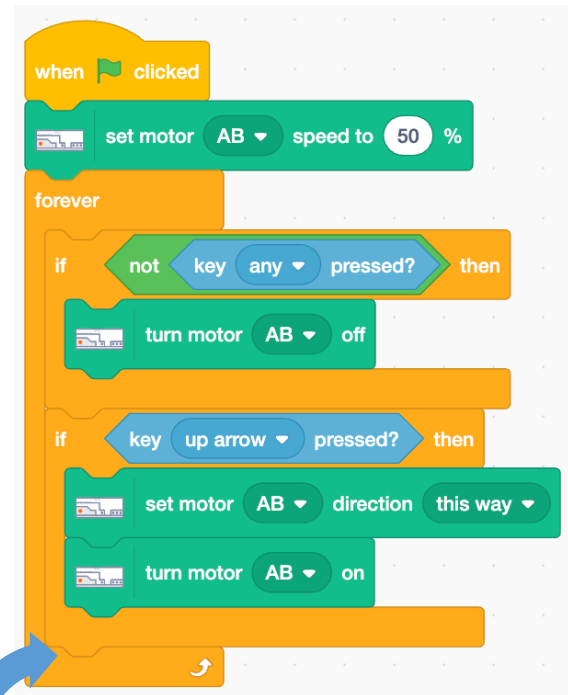 when clicked
set motor AB speed to 50 %
forever
if not key any pressed? then
turn motor AB off
if key up arrow pressed? then
set motor AB direction this way
turn motor AB on